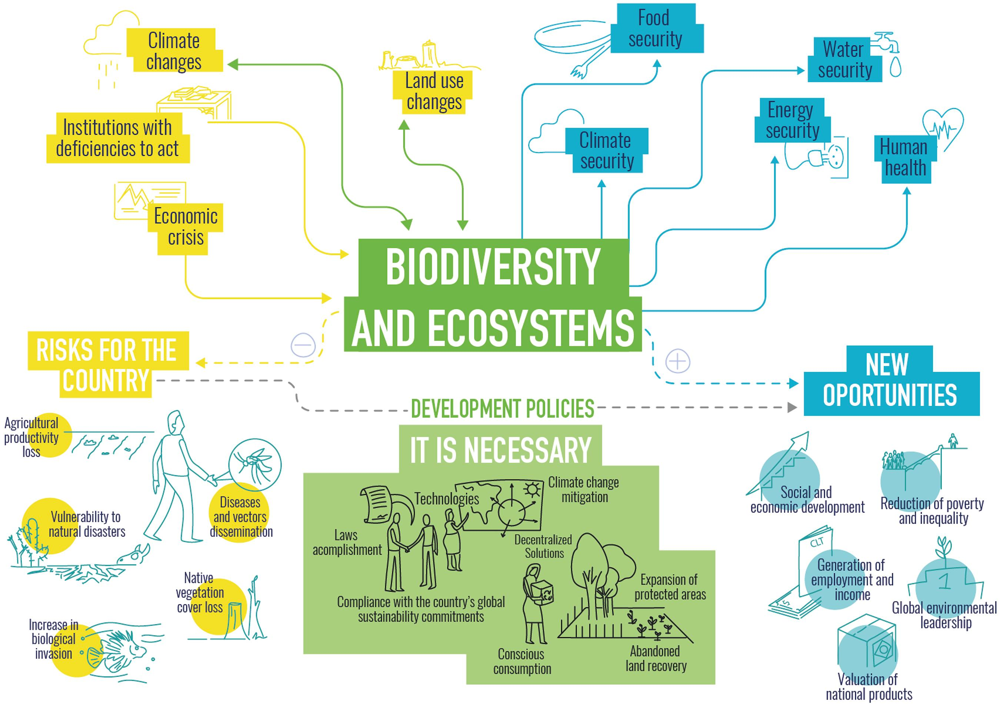 Climate
changes
Institutions with
deficiencies to act
Economic
crisis
Land use
changes
Food
security
Climate
security
Water
security
Energy
security
Human
health
BIODIVERSITY
AND ECOSYSTEMS
RISKS FOR THE
COUNTRY
Agricultural
productivity
loss
Diseases
and vectors
dissemination
Vulnerability to
natural disasters
Native
vegetation
cover loss
Increase in
biological
invasion
DEVELOPMENT POLICIES
IT IS NECESSARY
Technologies
Climate change
mitigation
Laws
acomplishment
Decentralized
Solutions
Compliance with the country's global
sustainability commitments
Expansion of
protected areas
Conscious
consumption
Abandoned
land recovery
NEW
OPORTUNITIES
Social and
economic development
Reduction of poverty
and inequality
CLT
$
Generation of
employment and
income
1
Global environmental
leadership
Valuation of
national products